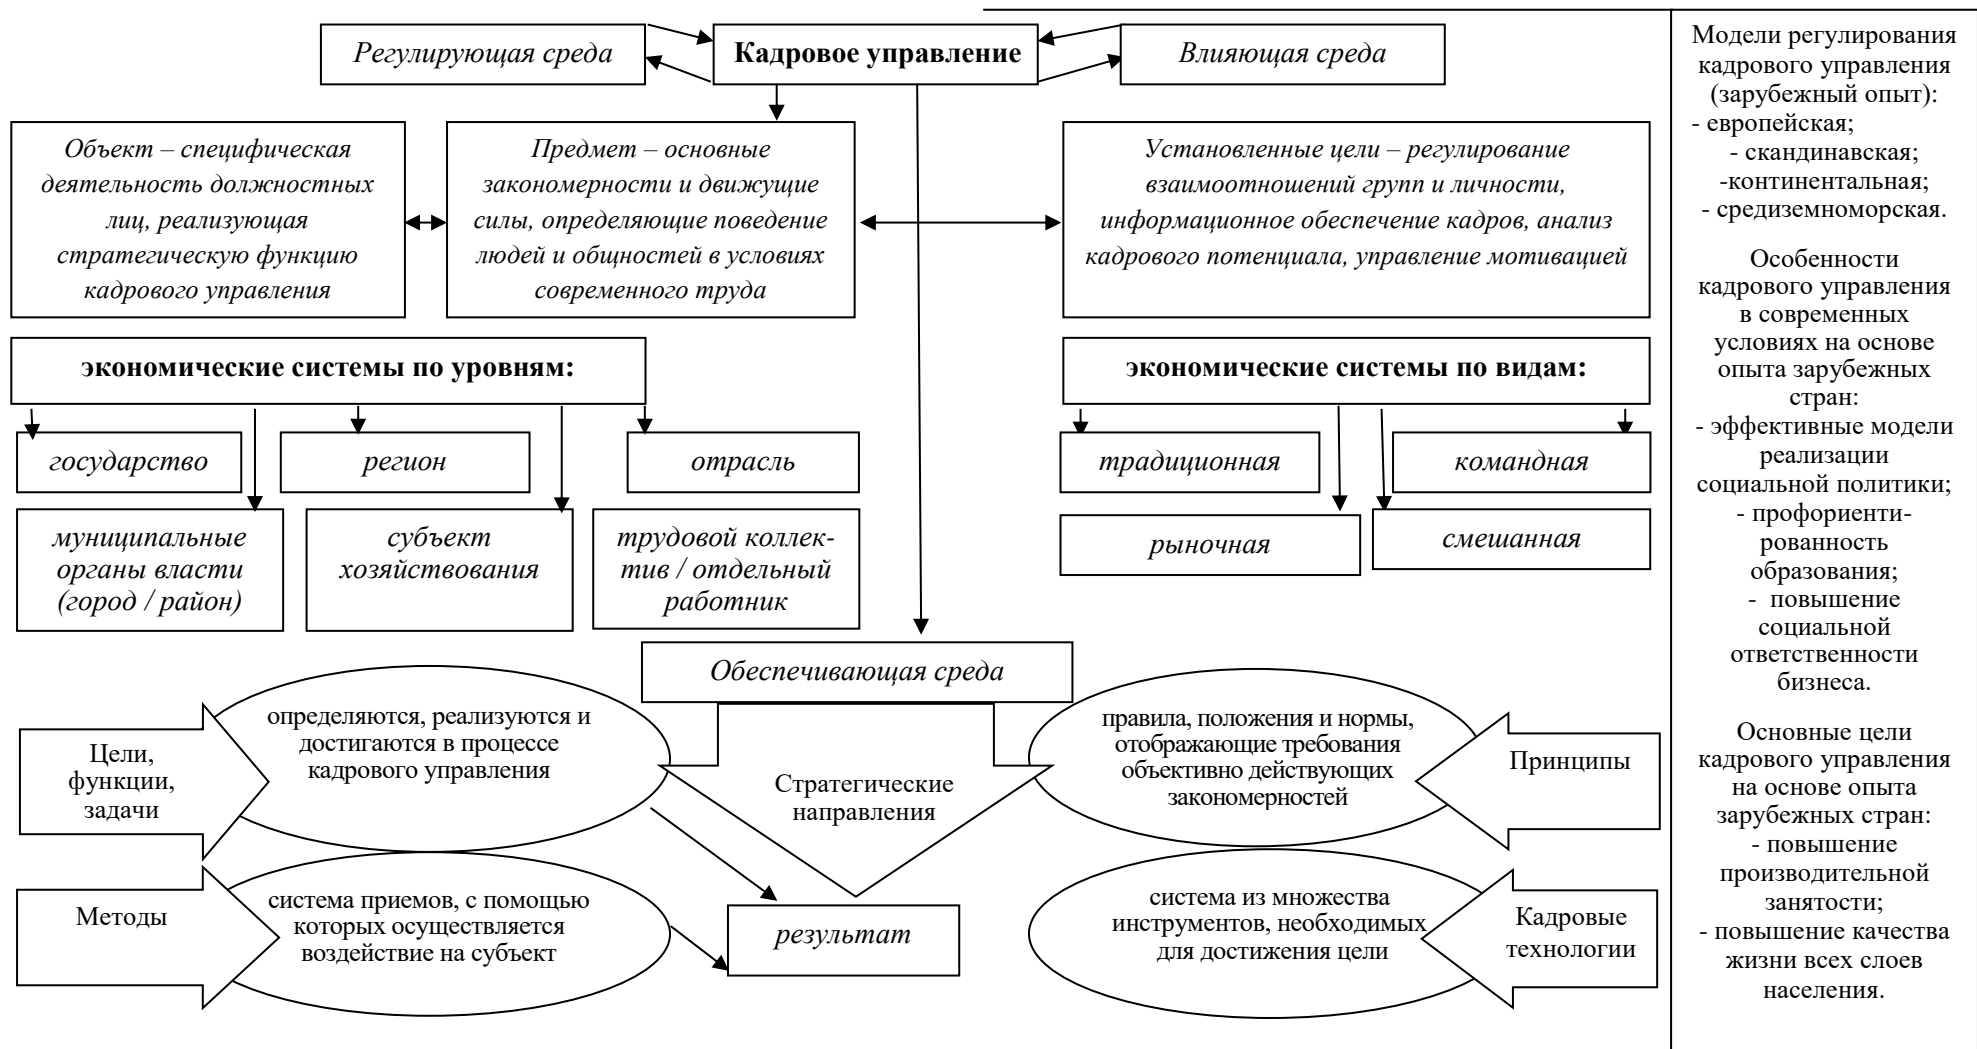 Регулирующая среда
Кадровое управление
Влияющая среда
Объект – специфическая
деятельность должностных
лиц, реализующая
стратегическую функцию
кадрового управления
Предмет – основные
закономерности и движущие
силы, определяющие поведение
людей и общностей в условиях
современного труда
Установленные цели – регулирование
взаимоотношений групп и личности,
информационное обеспечение кадров, анализ
кадрового потенциала, управление мотивацией
экономические системы по уровням:
экономические системы по видам:
государство
регион
отрасль
традиционная
командная
муниципальные
органы власти
(город / район)
субъект
хозяйствования
трудовой коллек-
тив / отдельный
работник
рыночная
смешанная
Обеспечивающая среда
Цели,
функции,
задачи
определяются, реализуются и
достигаются в процессе
кадрового управления
Стратегические
направления
правила, положения и нормы,
отображающие требования
объективно действующих
закономерностей
Принципы
Методы
система приемов, с помощью
которых осуществляется
воздействие на субъект
результат
система из множества
инструментов, необходимых
для достижения цели
Кадровые
технологии
Модели регулирования
кадрового управления
(зарубежный опыт):
- европейская;
- скандинавская;
-континентальная;
- средиземноморская.
Особенности
кадрового управления
в современных
условиях на основе
опыта зарубежных
стран:
- эффективные модели
реализации
социальной политики;
- профориенти-
рованность
образования;
- повышение
социальной
ответственности
бизнеса.
Основные цели
кадрового управления
на основе опыта
зарубежных стран:
- повышение
производительной
занятости;
- повышение качества
жизни всех слоев
населения.